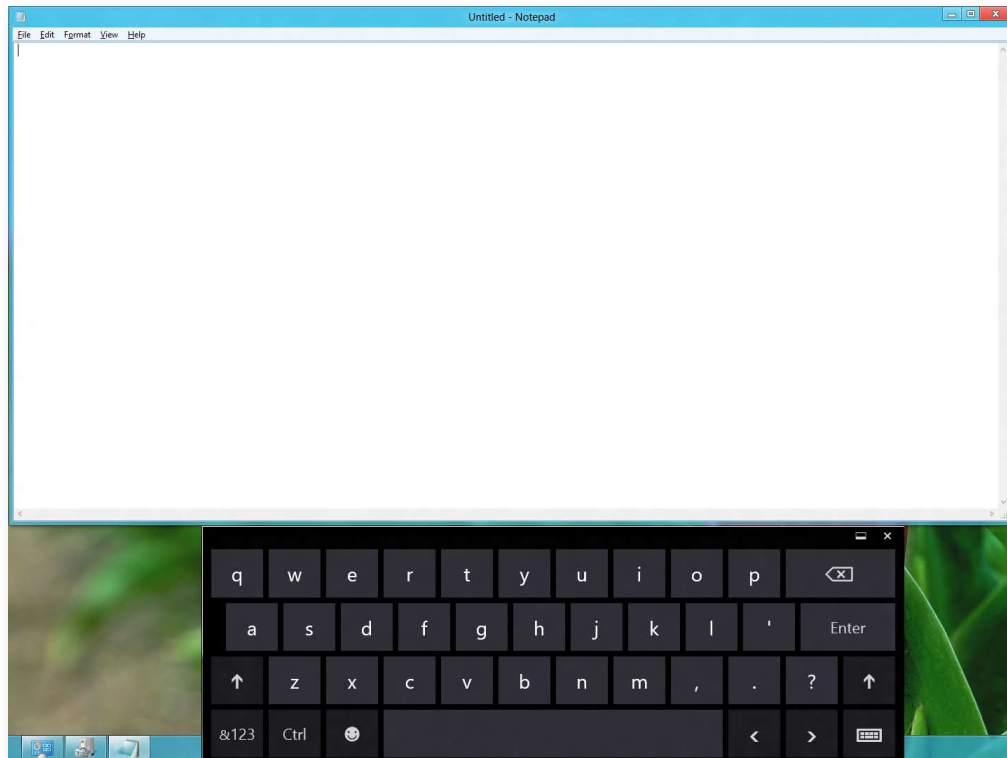 Untitled - Notepad
File Edit Format View Help
q w e r t y u i o p
a s d f g h j k l ' Enter
z x c v b n m , . ?
&123 Ctrl < >